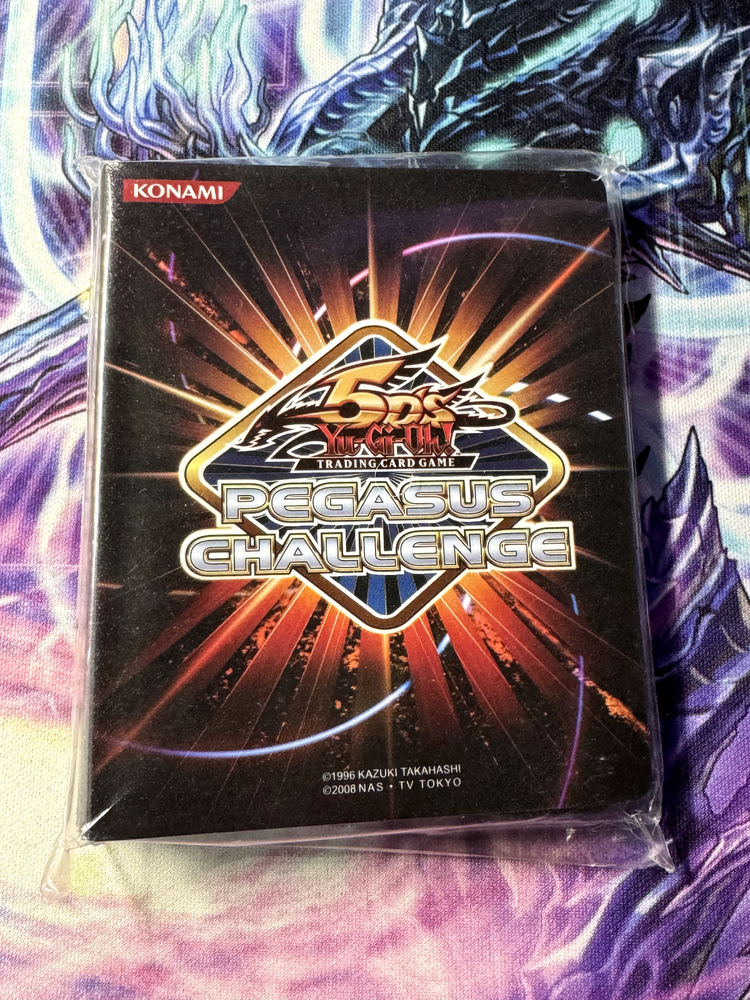 KONAMI
5D's
Yu-Gi-Oh!
TRADING CARD GAME
PEGASUS
CHALLENGE
©1996 KAZUKI TAKAHASHI
©2008 NAS • TV TOKYO